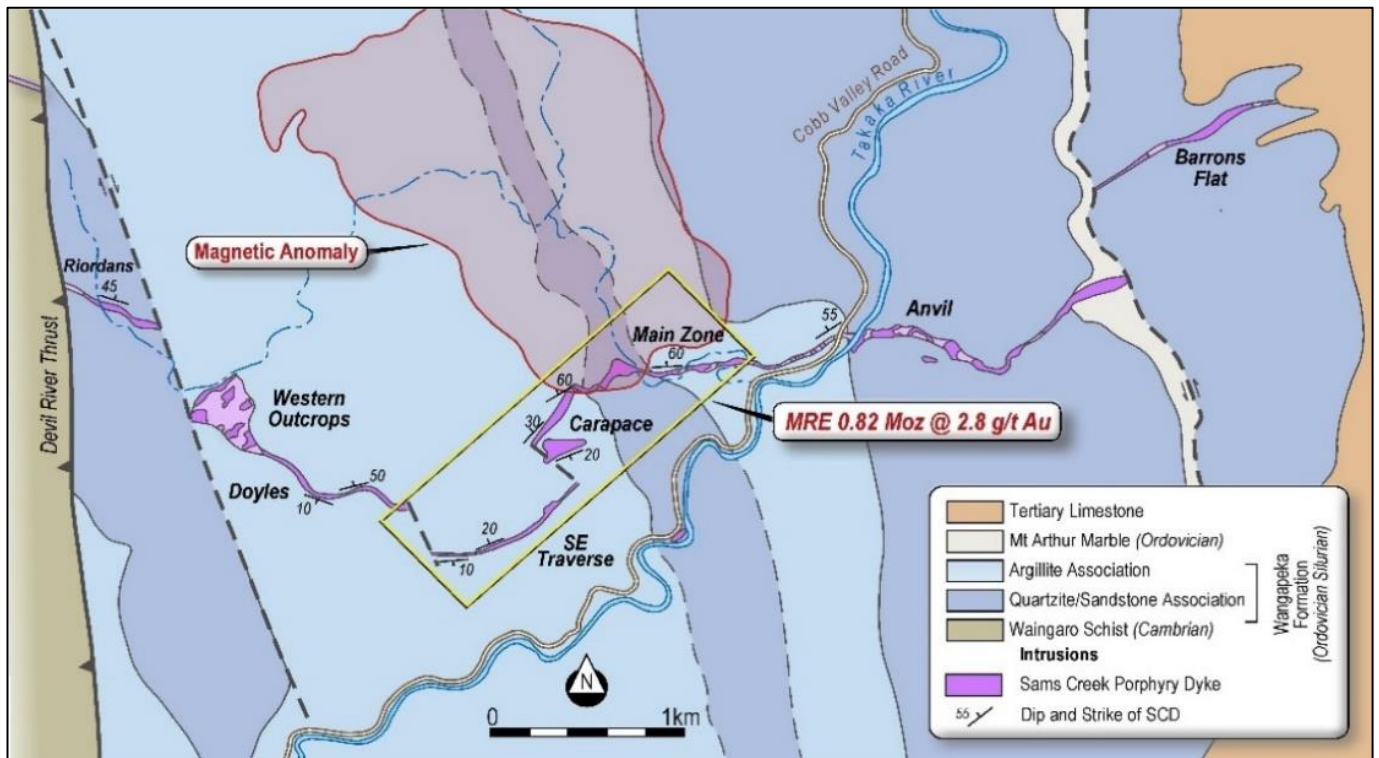 Cobb Valley Road
Takaka River
Barrons
Flat
Magnetic Anomaly
Riordans
45
Devil River Thrust
Anvil
55
Main Zone
60
Western
Outcrops
60
MRE 0.82 Moz @ 2.8 g/t Au
30
Carapace
20
Doyles
50
10
20
SE
Traverse
10
N
0
1km
Tertiary Limestone
Mt Arthur Marble (Ordovician)
Argillite Association
Quartzite/Sandstone Association
Waingaro Schist (Cambrian)
Wangapeka
Formation
(Ordovician Silurian)
Intrusions
Sams Creek Porphyry Dyke
55
Dip and Strike of SCD